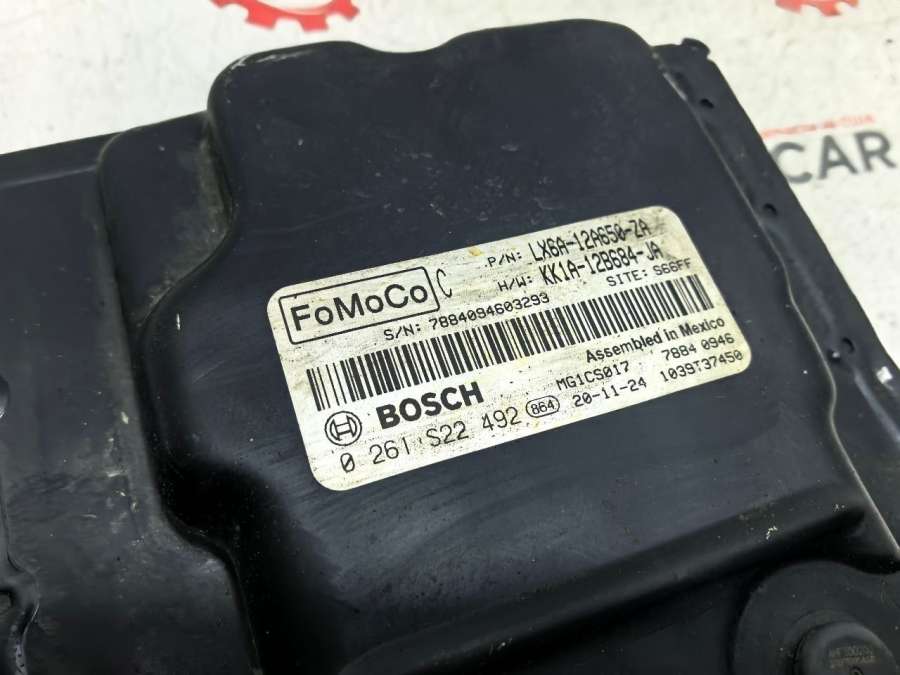 CAR
FoMoCo C
P/N: LX6A-12A650-ZA
H/W: KK1A-12B684-JA
S/N: 7884094603293
SITE: S66FF
Assembled in Mexico
BOSCH
MG1CS017 7884 0946
0 261 S22 492 864 20-11-24 1039T37450